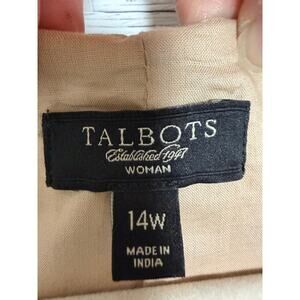 TALBOTS
Established 1947
WOMAN
14W
MADE IN
INDIA